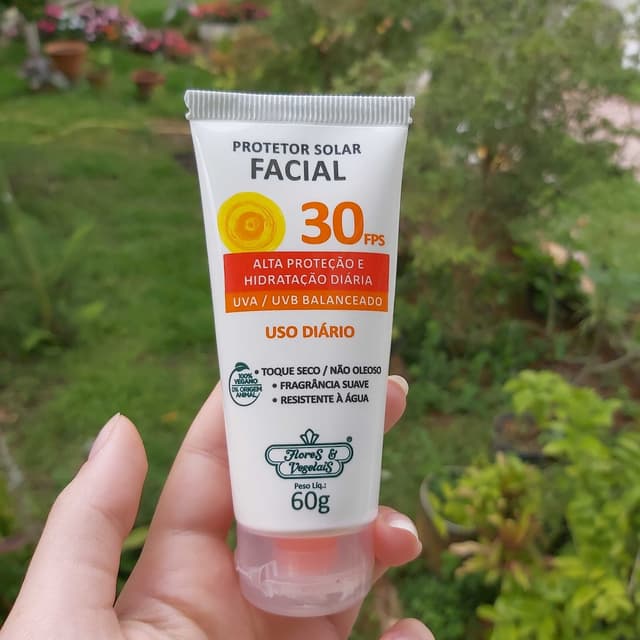 PROTETOR SOLAR
FACIAL
30 FPS
ALTA PROTEÇÃO E
HIDRATAÇÃO DIÁRIA
UVA / UVB BALANCEADO
USO DIÁRIO
• TOQUE SECO / NÃO OLEOSO
• FRAGRÂNCIA SUAVE
• RESISTENTE À ÁGUA
100%
VEGANO
DE ORIGEM
ANIMAL
Flores &
Vegetais ®
Peso Líq.:
60g